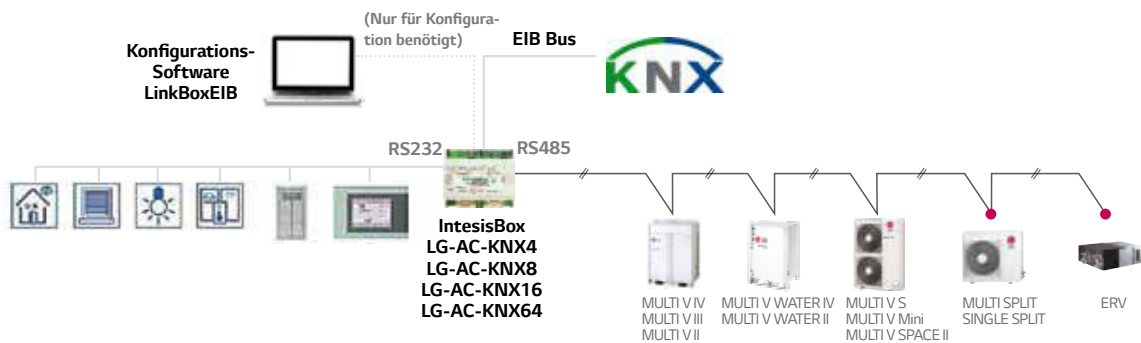 (Nur für Konfigura-
tion benötigt)
Konfigurations-
Software
LinkBoxEIB
EIB Bus
KNX
RS232
RS485
IntesisBox
LG-AC-KNX4
LG-AC-KNX8
LG-AC-KNX16
LG-AC-KNX64
MULTI V IV
MULTI V III
MULTI V II
MULTI V WATER IV
MULTI V WATER II
MULTI V S
MULTI V Mini
MULTI V SPACE II
MULTI SPLIT
SINGLE SPLIT
ERV